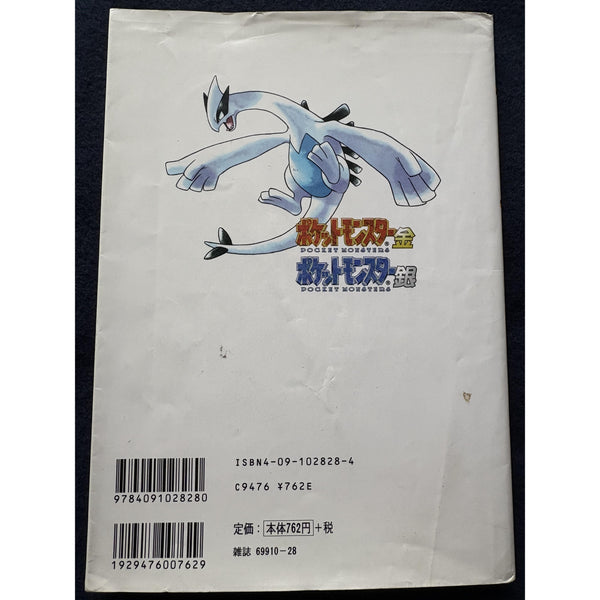 ポケットモンスター金
POCKET MONSTERS
ポケットモンスター銀
POCKET MONSTERS
ISBN4-09-102828-4
C9476 ¥762E
9784091028280
定価：本体762円+税
雑誌 69910-28
1929476007629